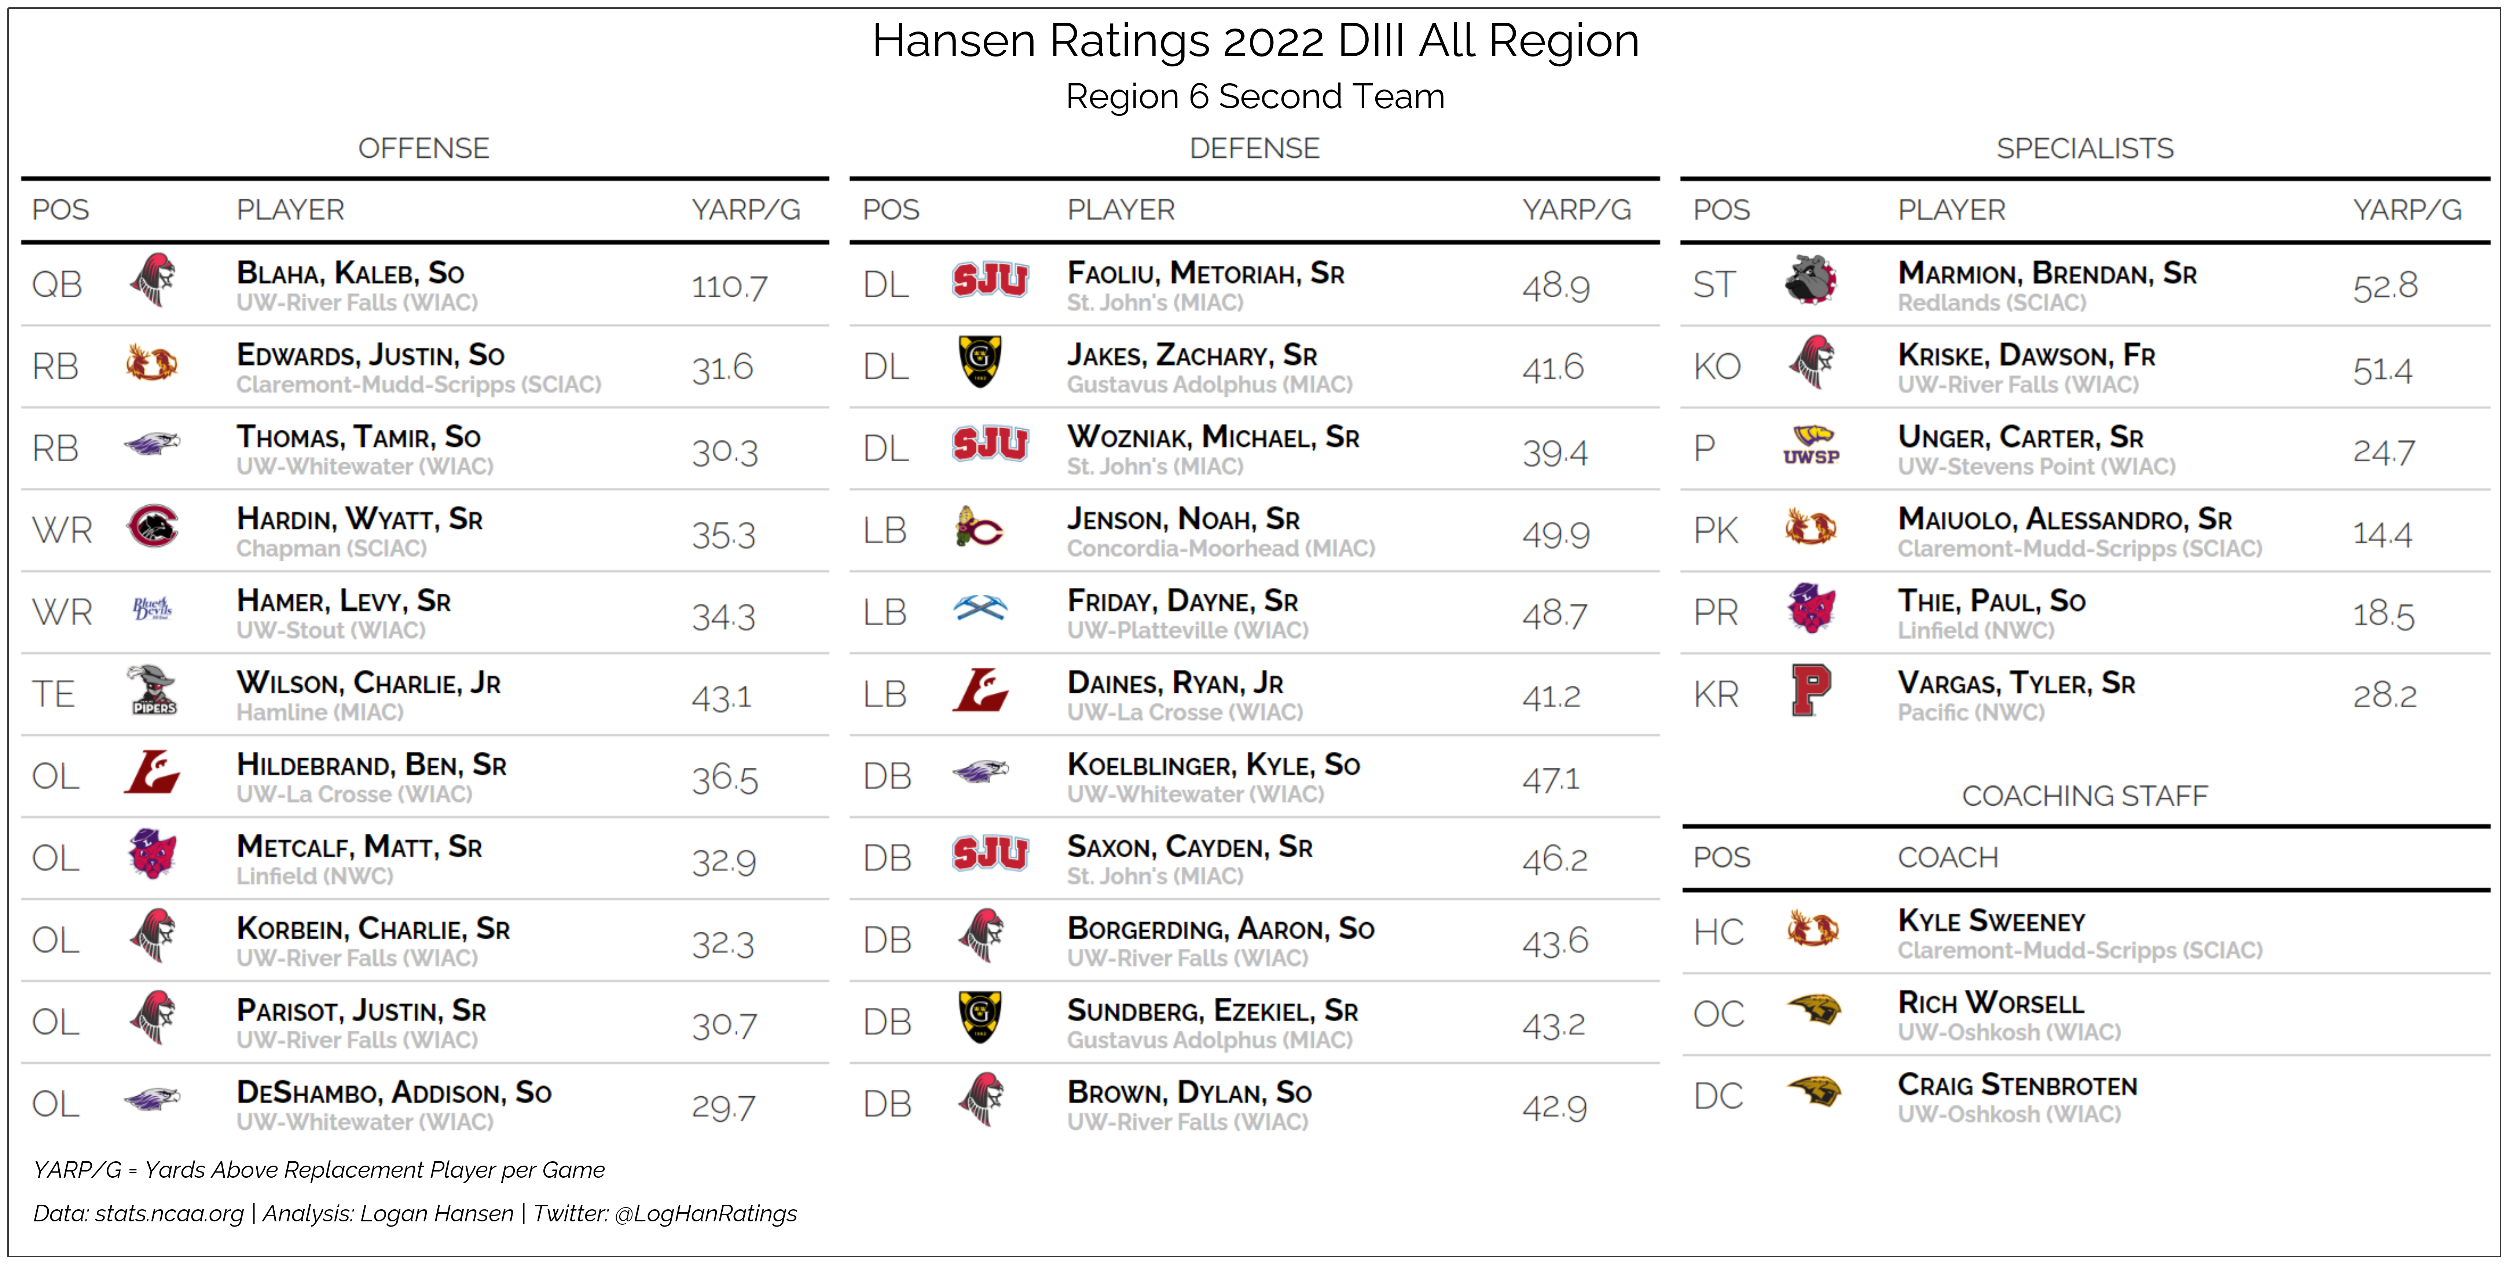 Hansen Ratings 2022 DIII All Region
Region 6 Second Team
OFFENSE
POS PLAYER YARP/G
QB BLAHA, KALEB, SO 110.7
UW-River Falls (WIAC)
RB EDWARDS, JUSTIN, SO 31.6
Claremont-Mudd-Scripps (SCIAC)
RB THOMAS, TAMIR, SO 30.3
UW-Whitewater (WIAC)
WR HARDIN, WYATT, SR 35.3
Chapman (SCIAC)
WR Blue Devils HAMER, LEVY, SR 34.3
UW-Stout (WIAC)
TE PIPERS WILSON, CHARLIE, JR 43.1
Hamline (MIAC)
OL HILDEBRAND, BEN, SR 36.5
UW-La Crosse (WIAC)
OL METCALF, MATT, SR 32.9
Linfield (NWC)
OL KORBEIN, CHARLIE, SR 32.3
UW-River Falls (WIAC)
OL PARISOT, JUSTIN, SR 30.7
UW-River Falls (WIAC)
OL DESHAMBO, ADDISON, SO 29.7
UW-Whitewater (WIAC)
DEFENSE
POS PLAYER YARP/G
DL SJU FAOLIU, METORIAH, SR 48.9
St. John's (MIAC)
DL G JAKES, ZACHARY, SR 41.6
Gustavus Adolphus (MIAC)
DL SJU WOZNIAK, MICHAEL, SR 39.4
St. John's (MIAC)
LB C JENSON, NOAH, SR 49.9
Concordia-Moorhead (MIAC)
LB FRIDAY, DAYNE, SR 48.7
UW-Platteville (WIAC)
LB DAINES, RYAN, JR 41.2
UW-La Crosse (WIAC)
DB KOELBLINGER, KYLE, SO 47.1
UW-Whitewater (WIAC)
DB SJU SAXON, CAYDEN, SR 46.2
St. John's (MIAC)
DB BORGERDING, AARON, SO 43.6
UW-River Falls (WIAC)
DB G SUNDBERG, EZEKIEL, SR 43.2
Gustavus Adolphus (MIAC)
DB BROWN, DYLAN, SO 42.9
UW-River Falls (WIAC)
SPECIALISTS
POS PLAYER YARP/G
ST MARMION, BRENDAN, SR 52.8
Redlands (SCIAC)
KO KRISKE, DAWSON, FR 51.4
UW-River Falls (WIAC)
P UWSP UNGER, CARTER, SR 24.7
UW-Stevens Point (WIAC)
PK MAIUOLO, ALESSANDRO, SR 14.4
Claremont-Mudd-Scripps (SCIAC)
PR THIE, PAUL, SO 18.5
Linfield (NWC)
KR P VARGAS, TYLER, SR 28.2
Pacific (NWC)
COACHING STAFF
POS COACH
HC KYLE SWEENEY
Claremont-Mudd-Scripps (SCIAC)
OC RICH WORSELL
UW-Oshkosh (WIAC)
DC CRAIG STENBROTEN
UW-Oshkosh (WIAC)
YARP/G = Yards Above Replacement Player per Game
Data: stats.ncaa.org | Analysis: Logan Hansen | Twitter: @LogHanRatings